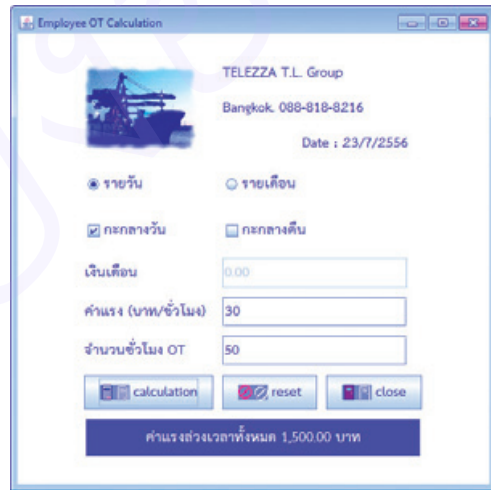 Employee OT Calculation
TELEZZA T.L. Group
Bangkok. 088-818-8216
Date : 23/7/2556
รายวัน รายเดือน
กะกลางวัน กะกลางคืน
เงินเดือน 0.00
ค่าแรง (บาท/ชั่วโมง) 30
จำนวนชั่วโมง OT 50
calculation reset close
ค่าแรงล่วงเวลาทั้งหมด 1,500.00 บาท